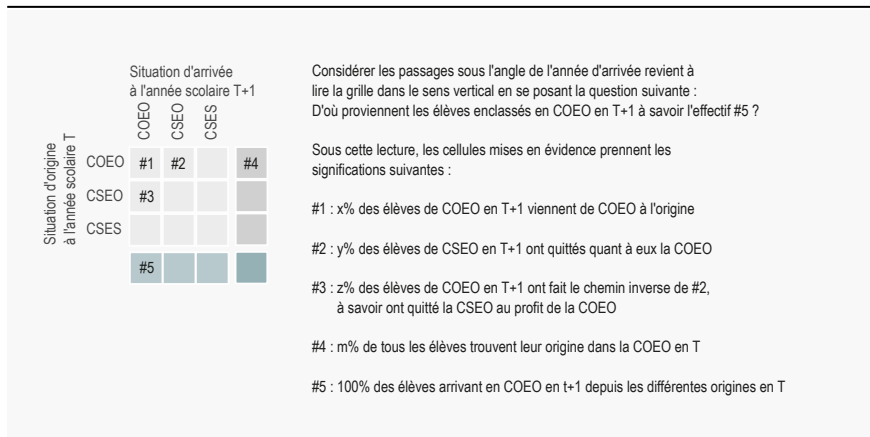 Situation d'arrivée
à l'année scolaire T+1
COEO
CSEO
CSES
Situation d'origine
à l'année scolaire T
COEO #1 #2 #4
CSEO #3
CSES
#5
Considérer les passages sous l'angle de l'année d'arrivée revient à
lire la grille dans le sens vertical en se posant la question suivante :
D'où proviennent les élèves enclassés en COEO en T+1 à savoir l'effectif #5 ?
Sous cette lecture, les cellules mises en évidence prennent les
significations suivantes :
#1 : x% des élèves de COEO en T+1 viennent de COEO à l'origine
#2 : y% des élèves de CSEO en T+1 ont quittés quant à eux la COEO
#3 : z% des élèves de COEO en T+1 ont fait le chemin inverse de #2,
à savoir ont quitté la CSEO au profit de la COEO
#4 : m% de tous les élèves trouvent leur origine dans la COEO en T
#5 : 100% des élèves arrivant en COEO en t+1 depuis les différentes origines en T